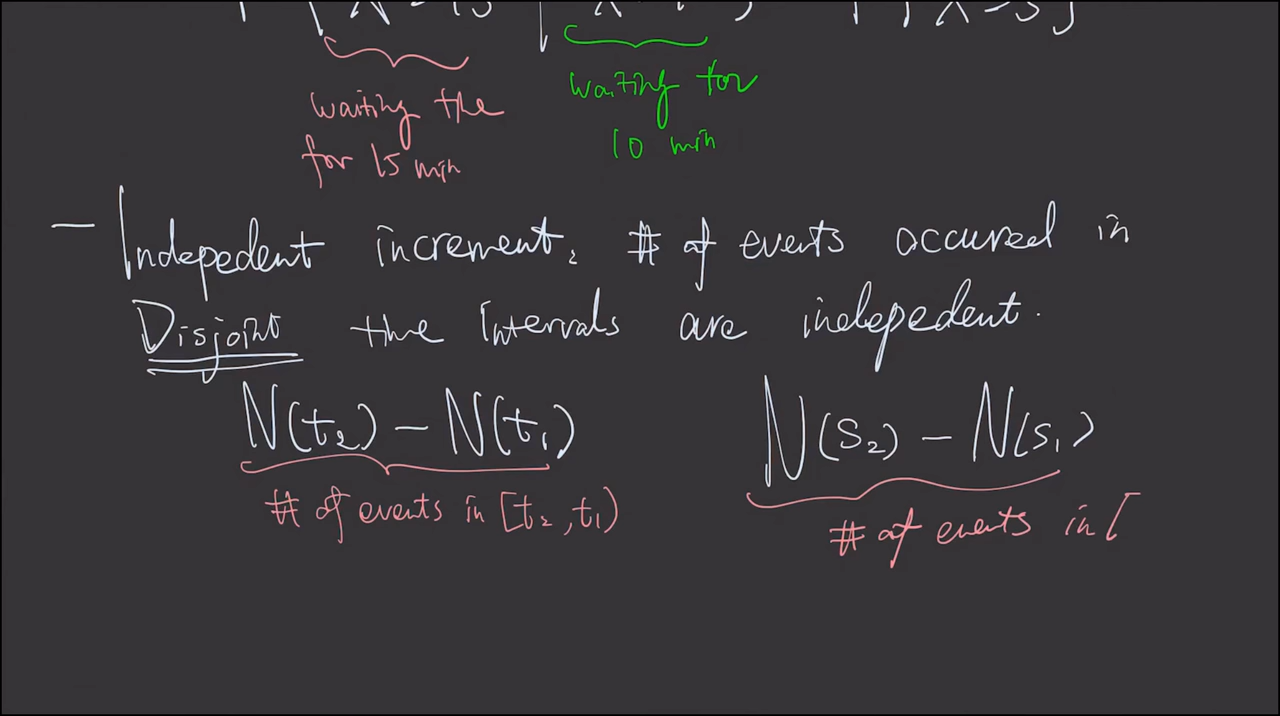 waiting the
for 15 min
waiting for
10 min
— Indepedent increment, # of events occured in
Disjoint the intervals are indepedent.
N(t₂) – N(t₁)
N(s₂) – N(s₁)
# of events in [t₂, t₁)
# of events in [